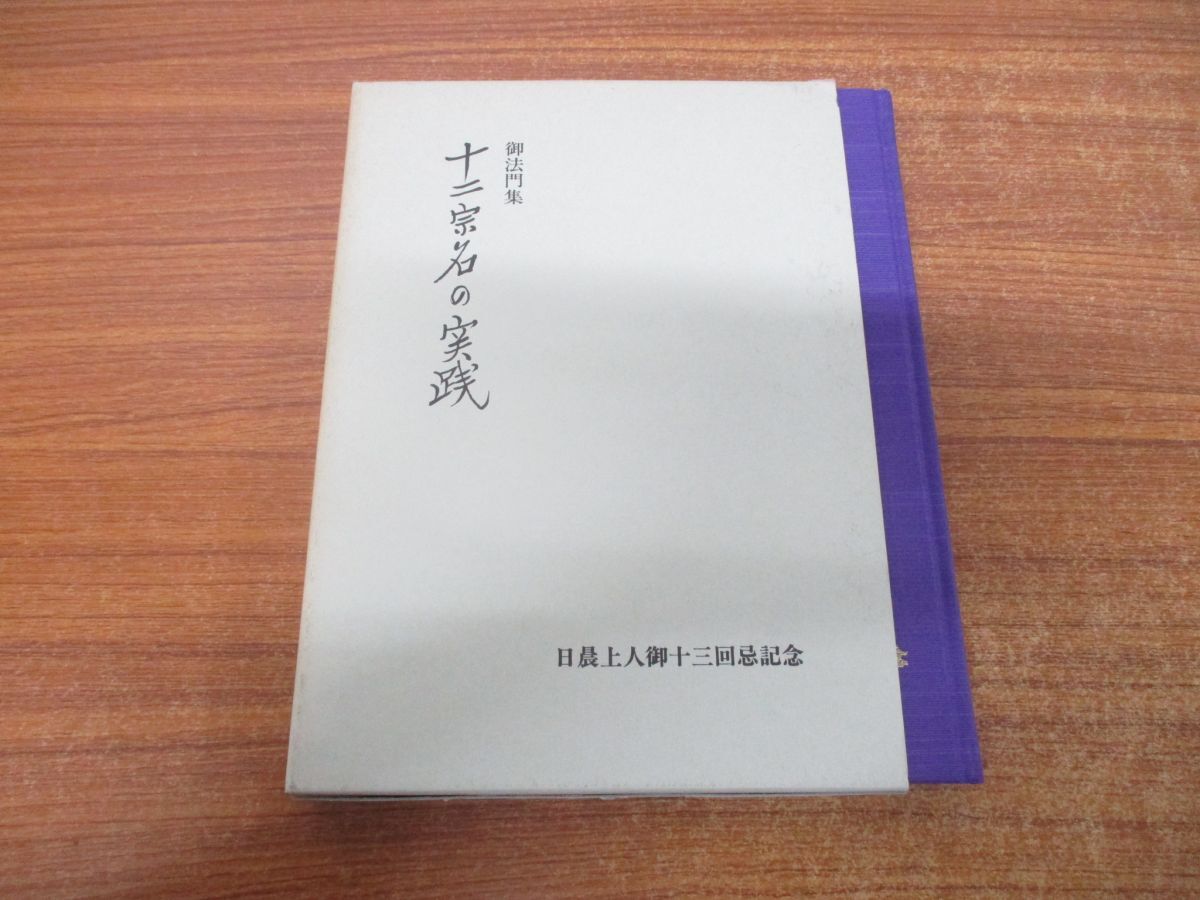 御法門集
十二宗名の実践
日晨上人御十三回忌記念
念